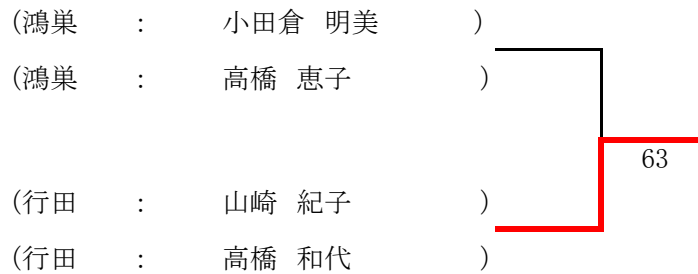 (鴻巣 : 小田倉 明美 )
(鴻巣 : 高橋 恵子 )
63
(行田 : 山崎 紀子 )
(行田 : 高橋 和代 )